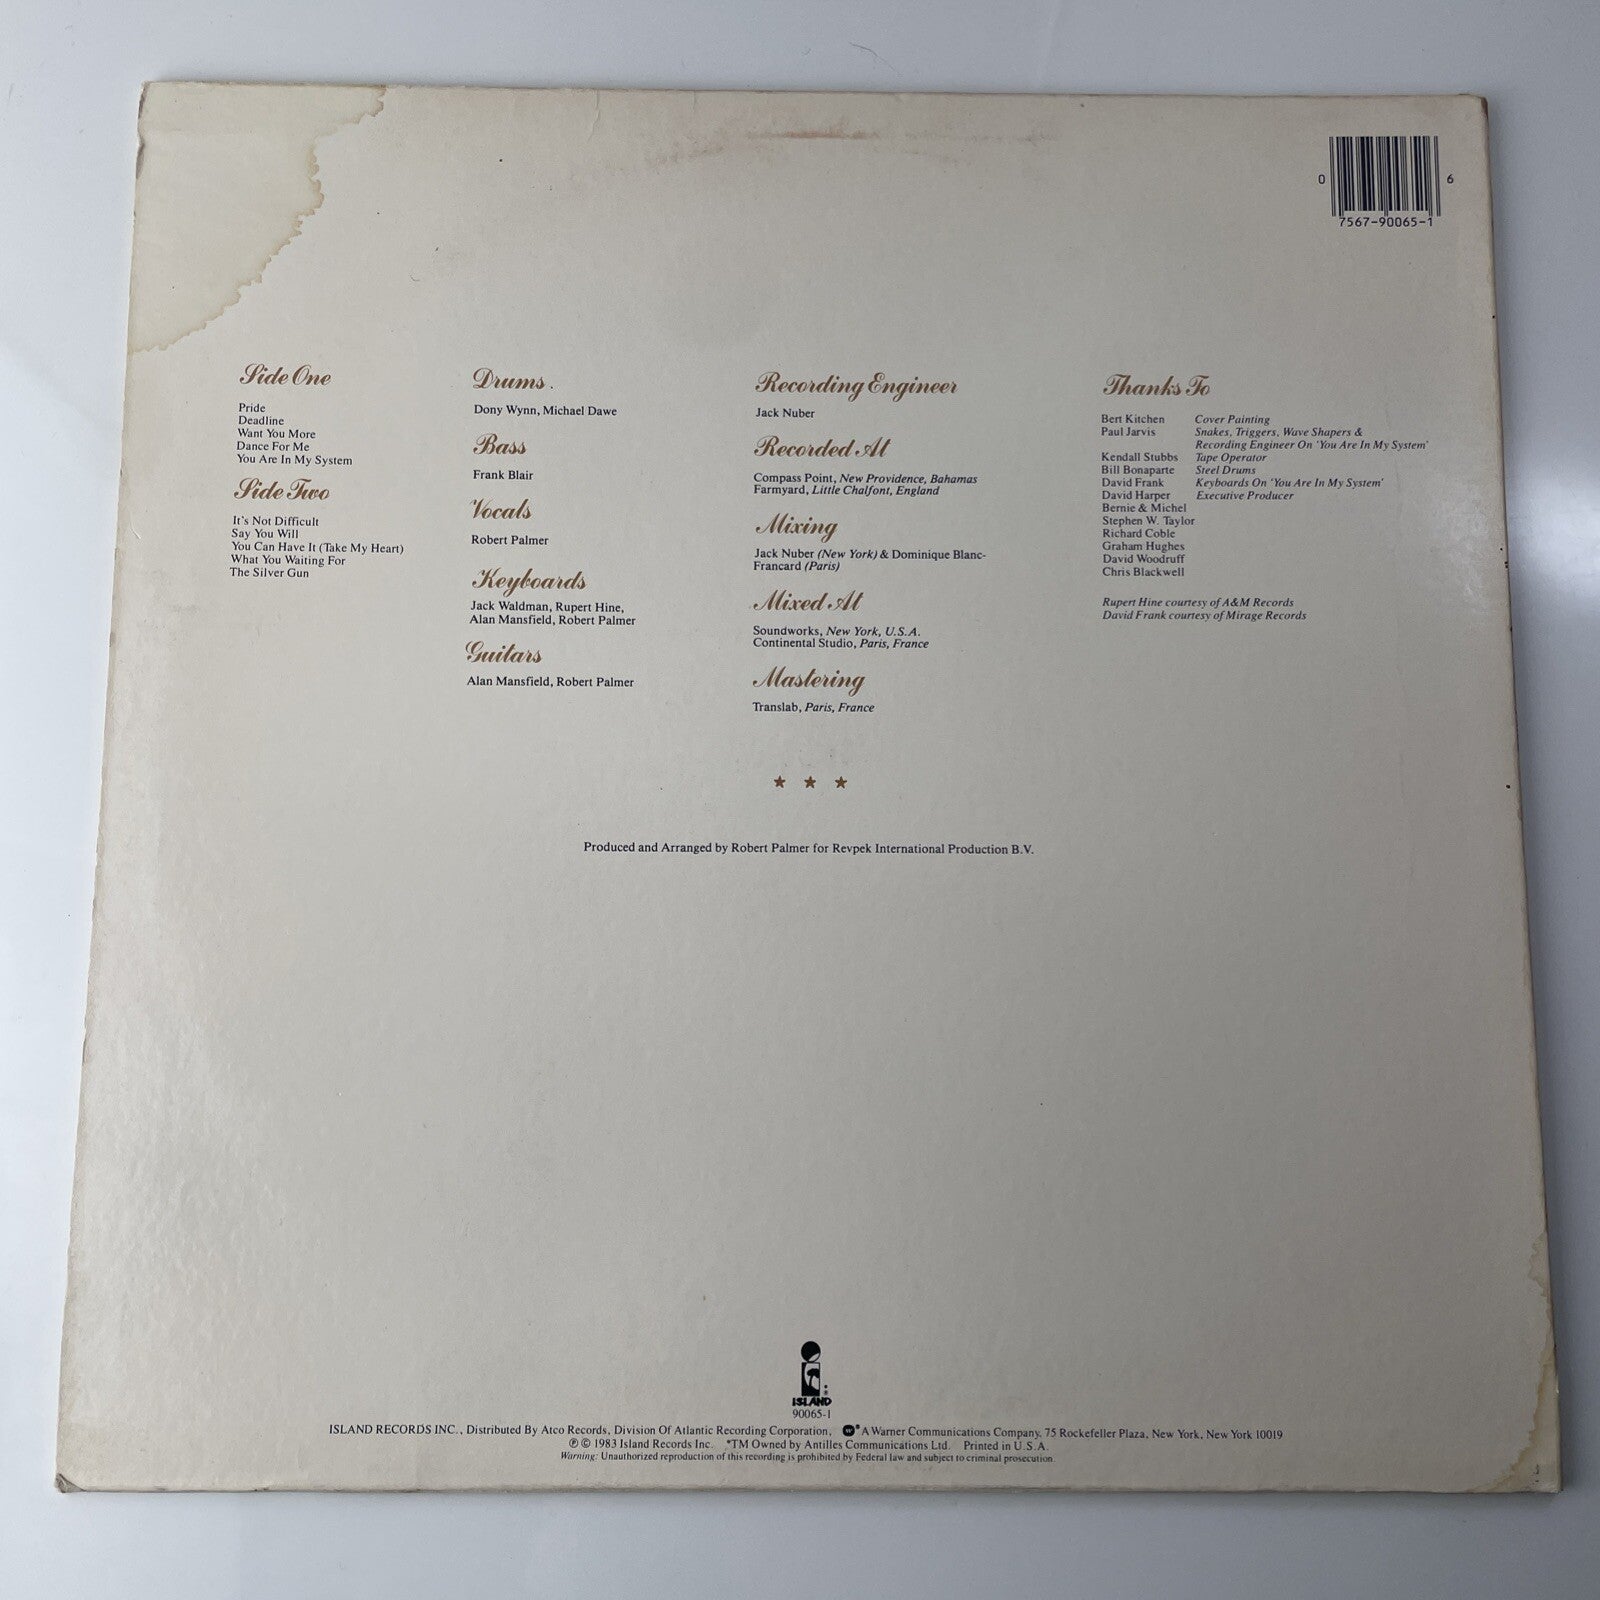 0 6
7567-90065-1
Side One
Pride
Deadline
Want You More
Dance For Me
You Are In My System
Side Two
It's Not Difficult
Say You Will
You Can Have It (Take My Heart)
What You Waiting For
The Silver Gun
Drums .
Dony Wynn, Michael Dawe
Bass
Frank Blair
Vocals
Robert Palmer
Keyboards
Jack Waldman, Rupert Hine,
Alan Mansfield, Robert Palmer
Guitars
Alan Mansfield, Robert Palmer
Recording Engineer
Jack Nuber
Recorded At
Compass Point, New Providence, Bahamas
Farmyard, Little Chalfont, England
Mixing
Jack Nuber (New York) & Dominique Blanc-
Francard (Paris)
Mixed At
Soundworks, New York, U.S.A.
Continental Studio, Paris, France
Mastering
Translab, Paris, France
Thanks To
Bert Kitchen Cover Painting
Paul Jarvis Snakes, Triggers, Wave Shapers &
Recording Engineer On 'You Are In My System'
Kendall Stubbs Tape Operator
Bill Bonaparte Steel Drums
David Frank Keyboards On 'You Are In My System'
David Harper Executive Producer
Bernie & Michel
Stephen W. Taylor
Richard Coble
Graham Hughes
David Woodruff
Chris Blackwell
Rupert Hine courtesy of A&M Records
David Frank courtesy of Mirage Records
★ ★ ★
Produced and Arranged by Robert Palmer for Revpek International Production B.V.
ISLAND
90065-1
ISLAND RECORDS INC., Distributed By Atco Records, Division Of Atlantic Recording Corporation, ® A Warner Communications Company, 75 Rockefeller Plaza, New York, New York 10019
℗ © 1983 Island Records Inc. *TM Owned by Antilles Communications Ltd. Printed in U.S.A.
Warning: Unauthorized reproduction of this recording is prohibited by Federal law and subject to criminal prosecution.